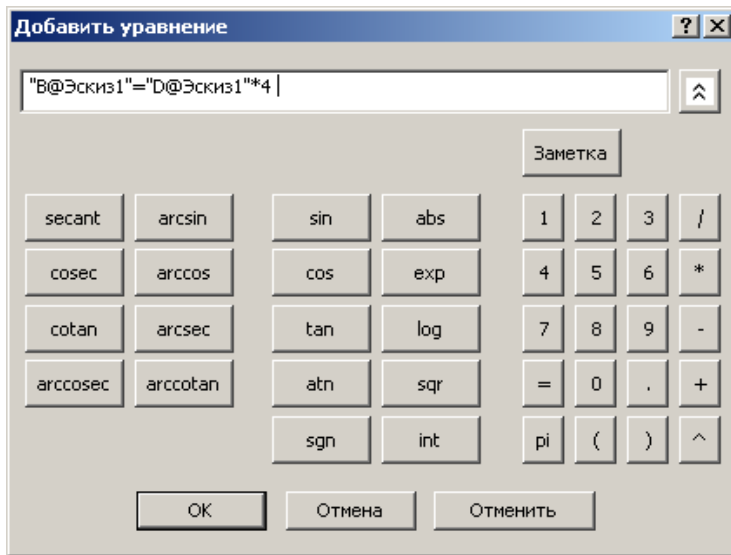 Добавить уравнение ? X
"B@Эскиз1"="D@Эскиз1"*4
Заметка
secant arcsin sin abs 1 2 3 /
cosec arccos cos exp 4 5 6 *
cotan arcsec tan log 7 8 9 -
arccosec arccotan atn sqr = 0 . +
sgn int pi ( ) ^
OK Отмена Отменить